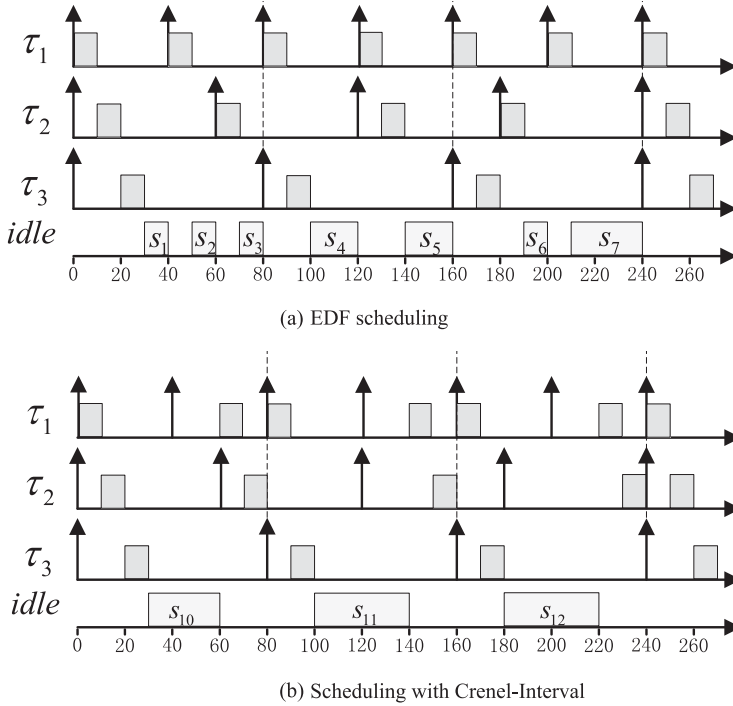 τ₁
τ₂
τ₃
idle s₁ s₂ s₃ s₄ s₅ s₆ s₇
0 20 40 60 80 100 120 140 160 180 200 220 240 260
(a) EDF scheduling
τ₁
τ₂
τ₃
idle s₁₀ s₁₁ s₁₂
0 20 40 60 80 100 120 140 160 180 200 220 240 260
(b) Scheduling with Crenel-Interval